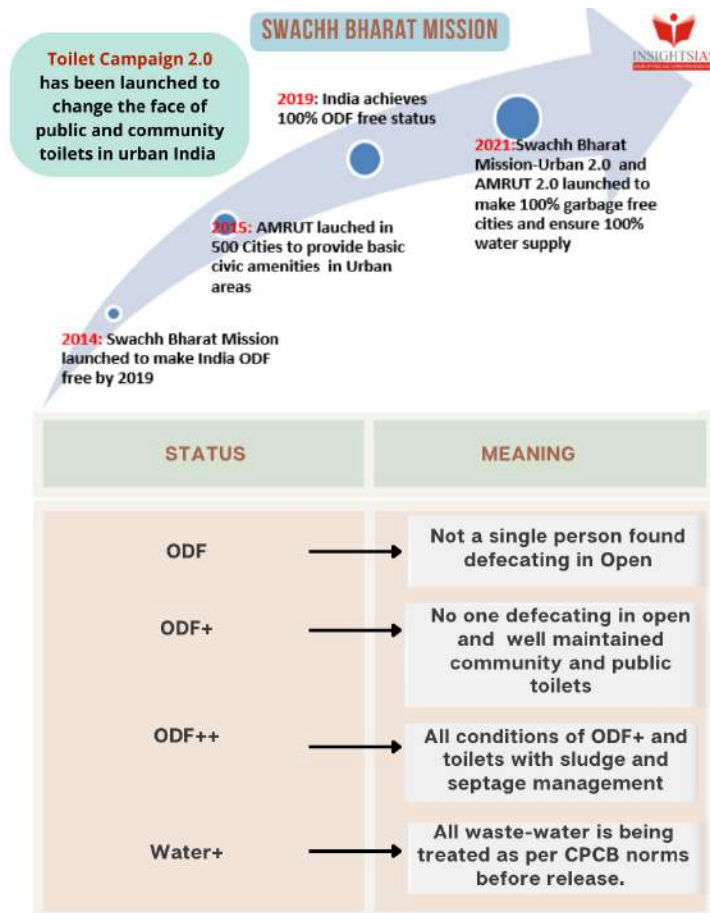 SWACHH BHARAT MISSION
INSIGHTSIAS
Toilet Campaign 2.0
has been launched to
change the face of
public and community
toilets in urban India
2019: India achieves
100% ODF free status
2021:Swachh Bharat
Mission-Urban 2.0 and
AMRUT 2.0 launched to
make 100% garbage free
cities and ensure 100%
water supply
2015: AMRUT lauched in
500 Cities to provide basic
civic amenities in Urban
areas
2014: Swachh Bharat Mission
launched to make India ODF
free by 2019
STATUS
MEANING
ODF
Not a single person found
defecating in Open
ODF+
No one defecating in open
and well maintained
community and public
toilets
ODF++
All conditions of ODF+ and
toilets with sludge and
septage management
Water+
All waste-water is being
treated as per CPCB norms
before release.